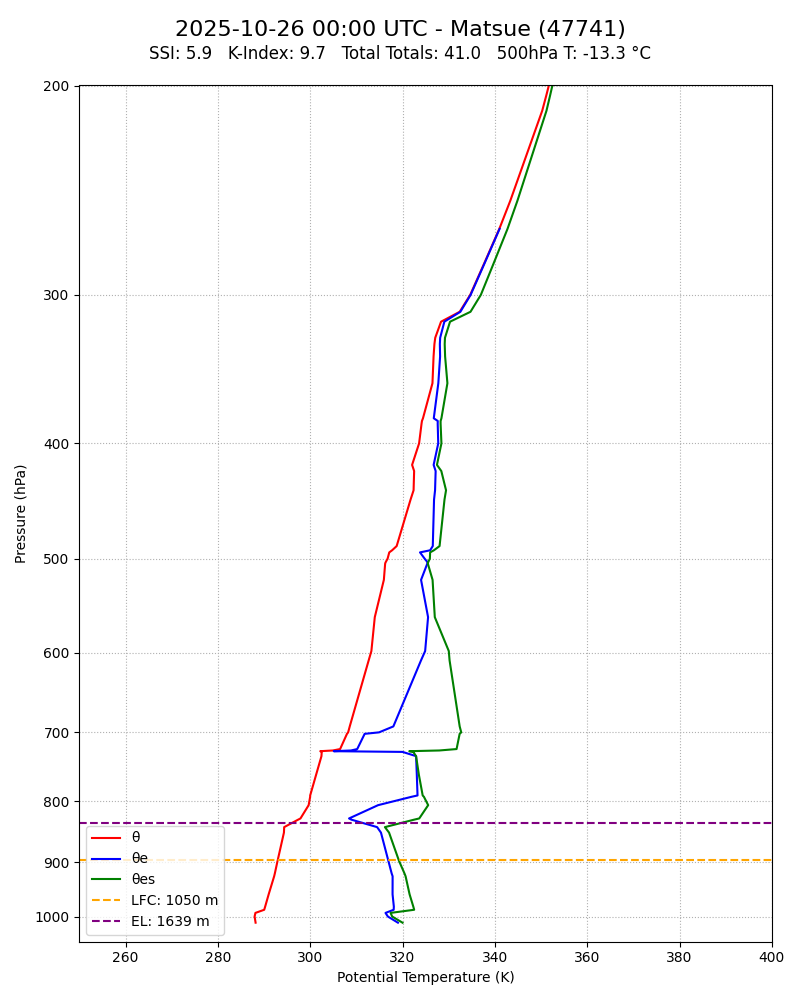 2025-10-26 00:00 UTC - Matsue (47741)
SSI: 5.9   K-Index: 9.7   Total Totals: 41.0   500hPa T: -13.3 °C
200
300
400
500
600
700
800
900
1000
Pressure (hPa)
θ
θe
θes
LFC: 1050 m
EL: 1639 m
260
280
300
320
340
360
380
400
Potential Temperature (K)